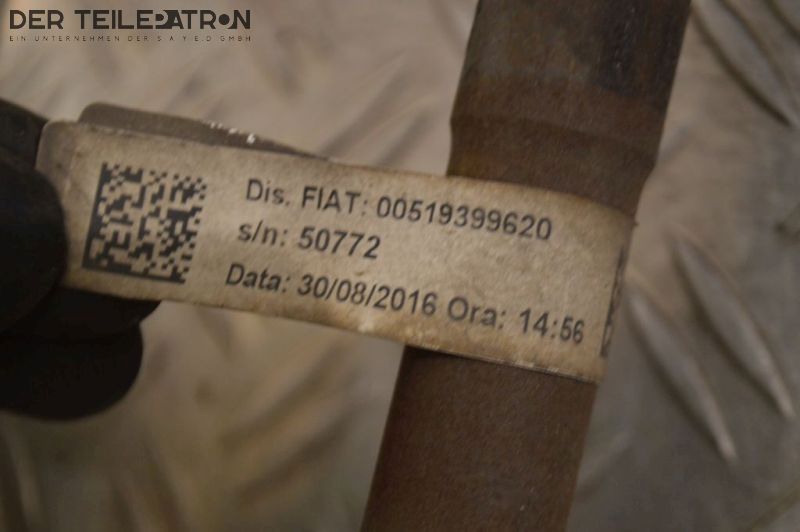 DER TEILEPATRON
EIN UNTERNEHMEN DER S A Y E D GMBH
Dis. FIAT: 00519399620
s/n: 50772
Data: 30/08/2016 Ora: 14:56